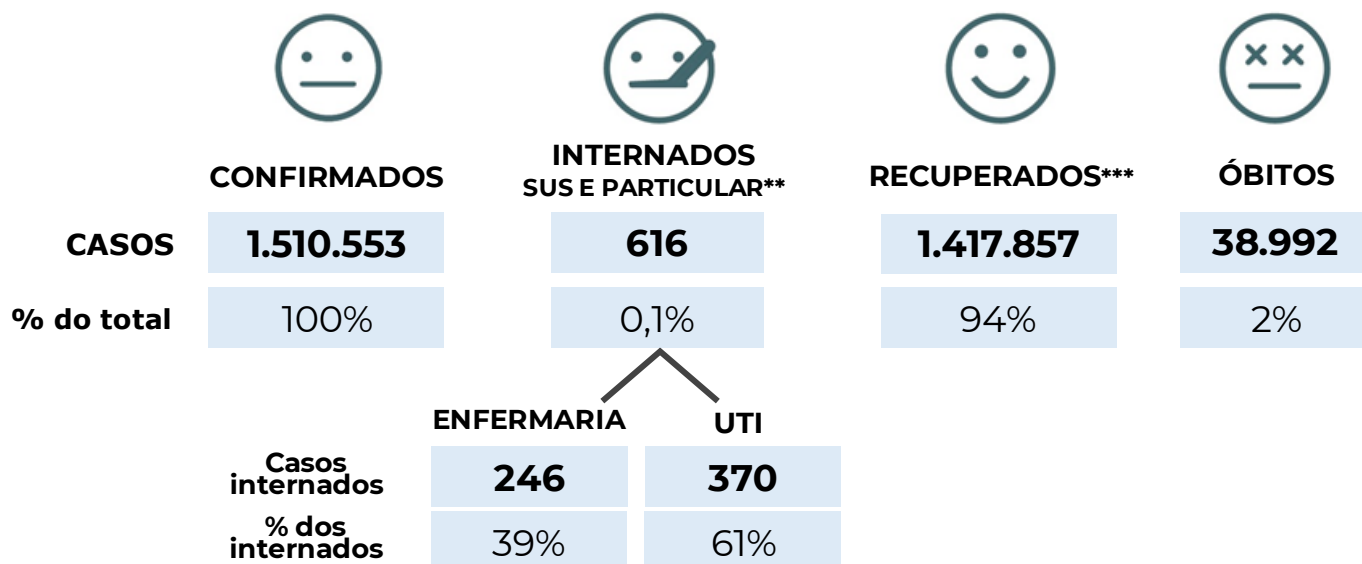 CONFIRMADOS
INTERNADOS
SUS E PARTICULAR**
RECUPERADOS***
ÓBITOS
CASOS
1.510.553
616
1.417.857
38.992
% do total
100%
0,1%
94%
2%
ENFERMARIA
UTI
Casos
internados
246
370
% dos
internados
39%
61%